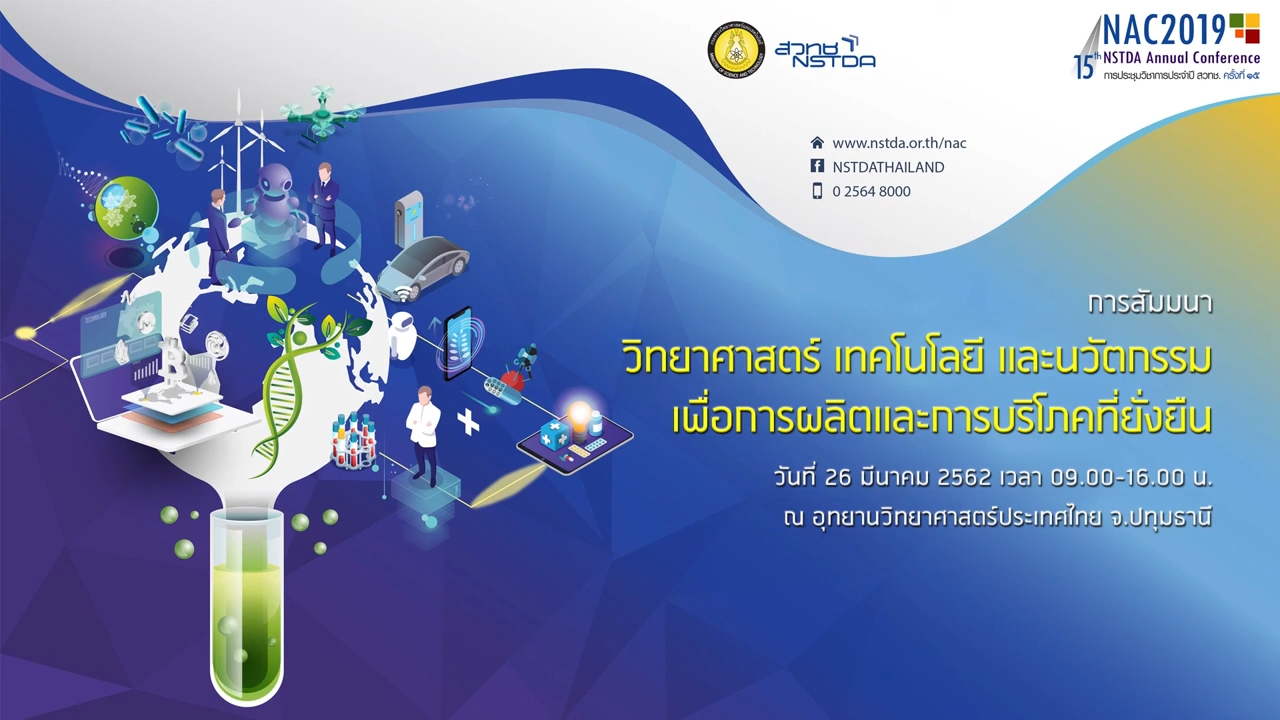 สวทช
NSTDA
NAC2019
15th NSTDA Annual Conference
การประชุมวิชาการประจำปี สวทช. ครั้งที่ ๑๕
www.nstda.or.th/nac
NSTDATHAILAND
0 2564 8000
การสัมมนา
วิทยาศาสตร์ เทคโนโลยี และนวัตกรรม
เพื่อการผลิตและการบริโภคที่ยั่งยืน
วันที่ 26 มีนาคม 2562 เวลา 09.00-16.00 น.
ณ อุทยานวิทยาศาสตร์ประเทศไทย จ.ปทุมธานี
TECHNOLOGY